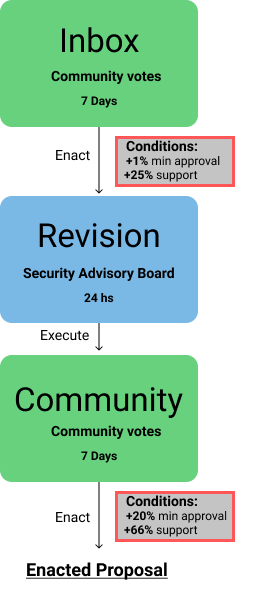 Inbox
Community votes
7 Days
Enact
Conditions:
+1% min approval
+25% support
Revision
Security Advisory Board
24 hs
Execute
Community
Community votes
7 Days
Enact
Conditions:
+20% min approval
+66% support
Enacted Proposal